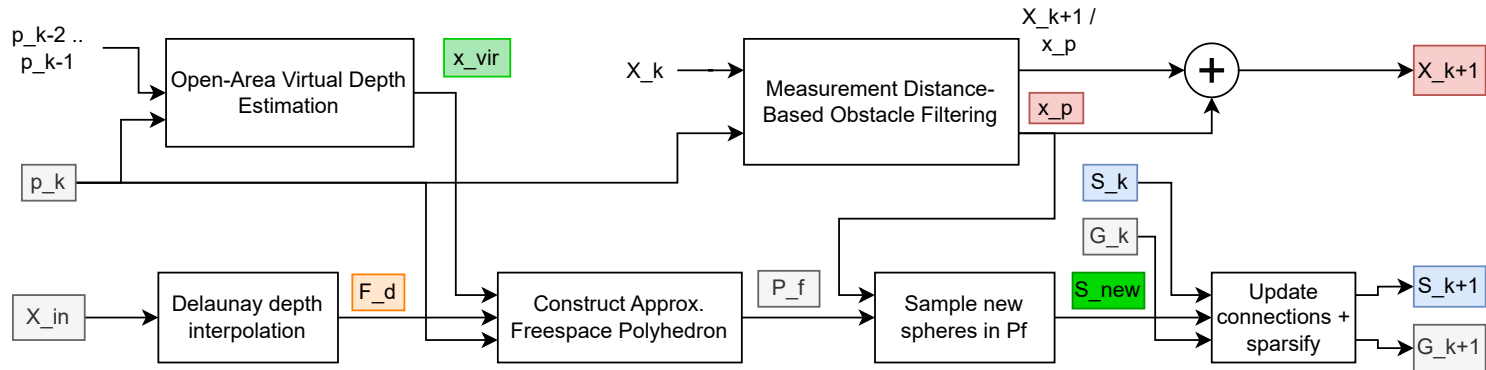 p_k-2 ..
p_k-1
Open-Area Virtual Depth
Estimation
x_vir
X_k
Measurement Distance-
Based Obstacle Filtering
X_k+1 /
x_p
x_p
+
X_k+1
p_k
S_k
G_k
X_in
Delaunay depth
interpolation
F_d
Construct Approx.
Freespace Polyhedron
P_f
Sample new
spheres in Pf
S_new
Update
connections +
sparsify
S_k+1
G_k+1